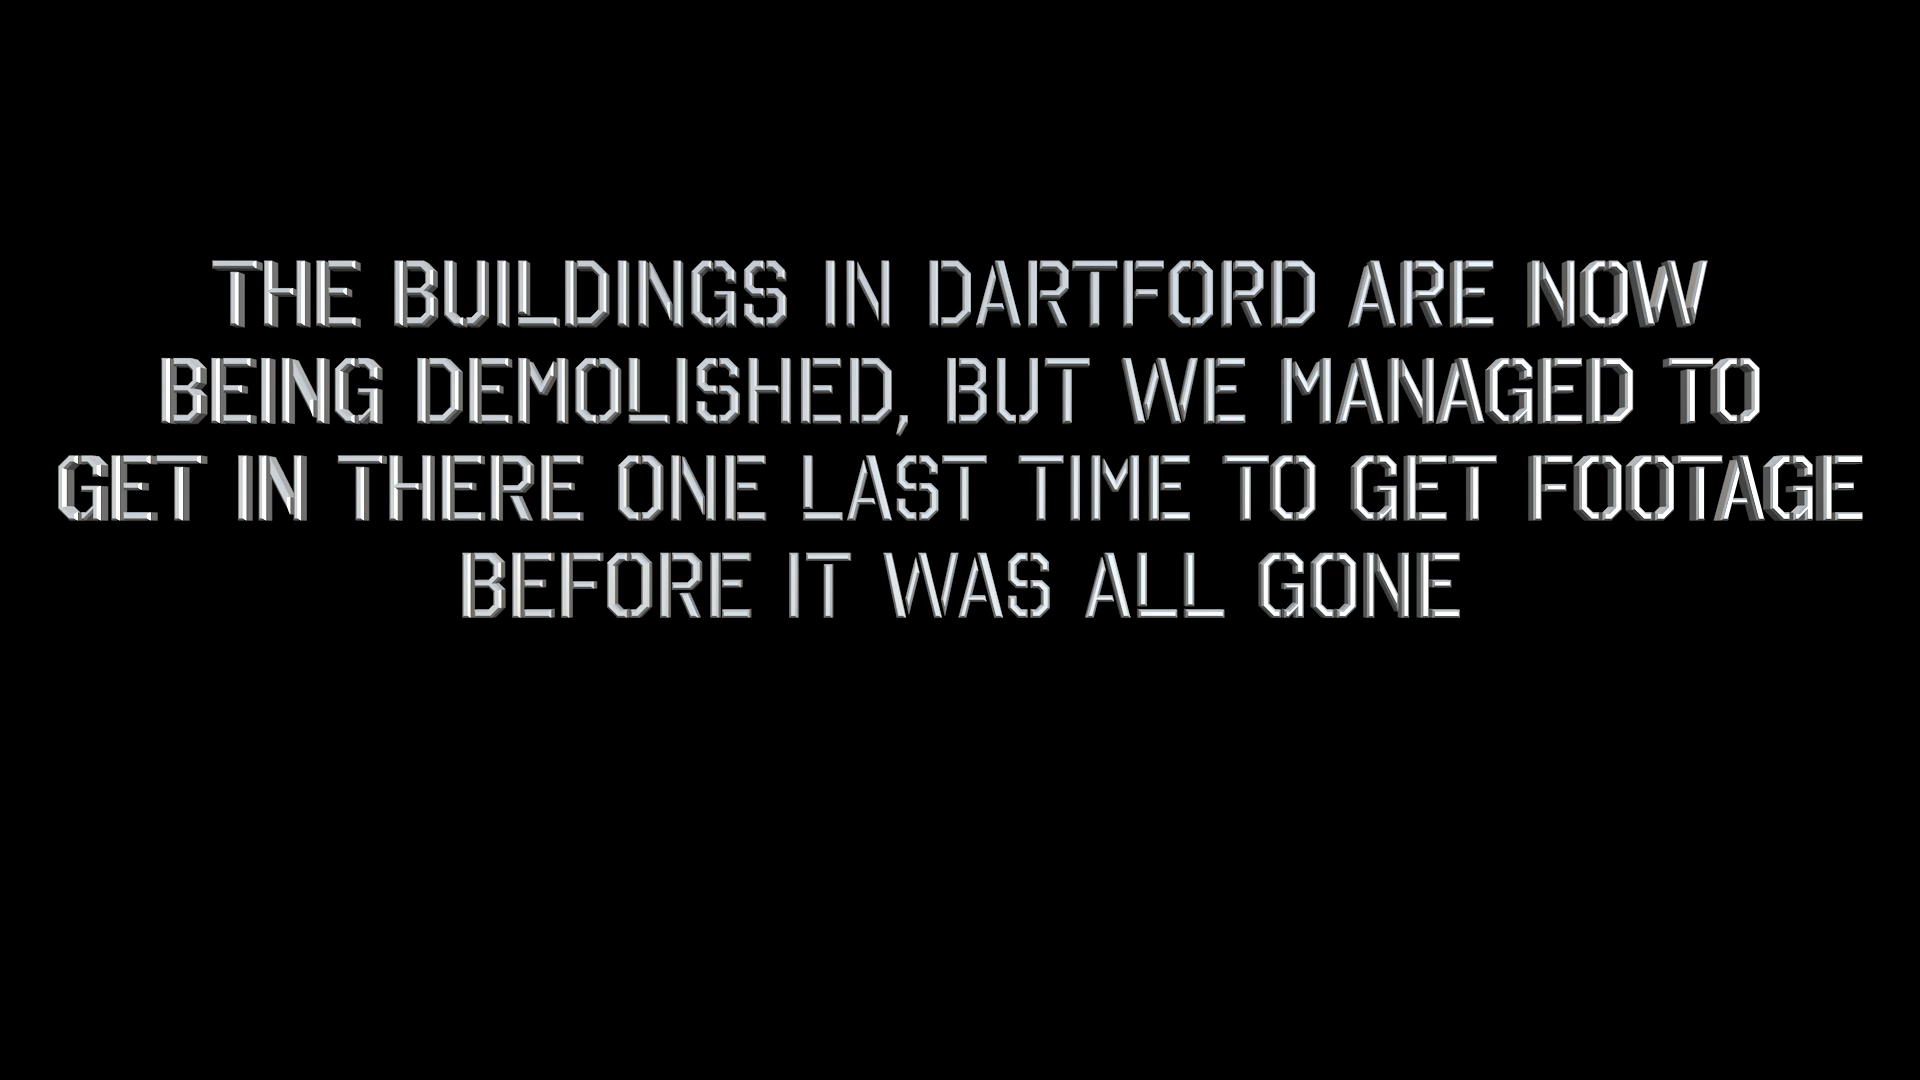 THE BUILDINGS IN DARTFORD ARE NOW
BEING DEMOLISHED, BUT WE MANAGED TO
GET IN THERE ONE LAST TIME TO GET FOOTAGE
BEFORE IT WAS ALL GONE